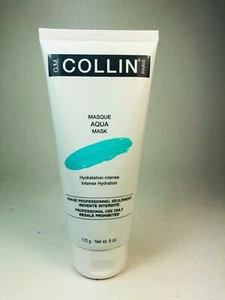 G.M. COLLIN PARIS
MASQUE
AQUA
MASK
Hydratation intense
Intense Hydration
USAGE PROFESSIONNEL SEULEMENT
REVENTE INTERDITE
PROFESSIONAL USE ONLY
RESALE PROHIBITED
170 g - Net wt. 6 oz.